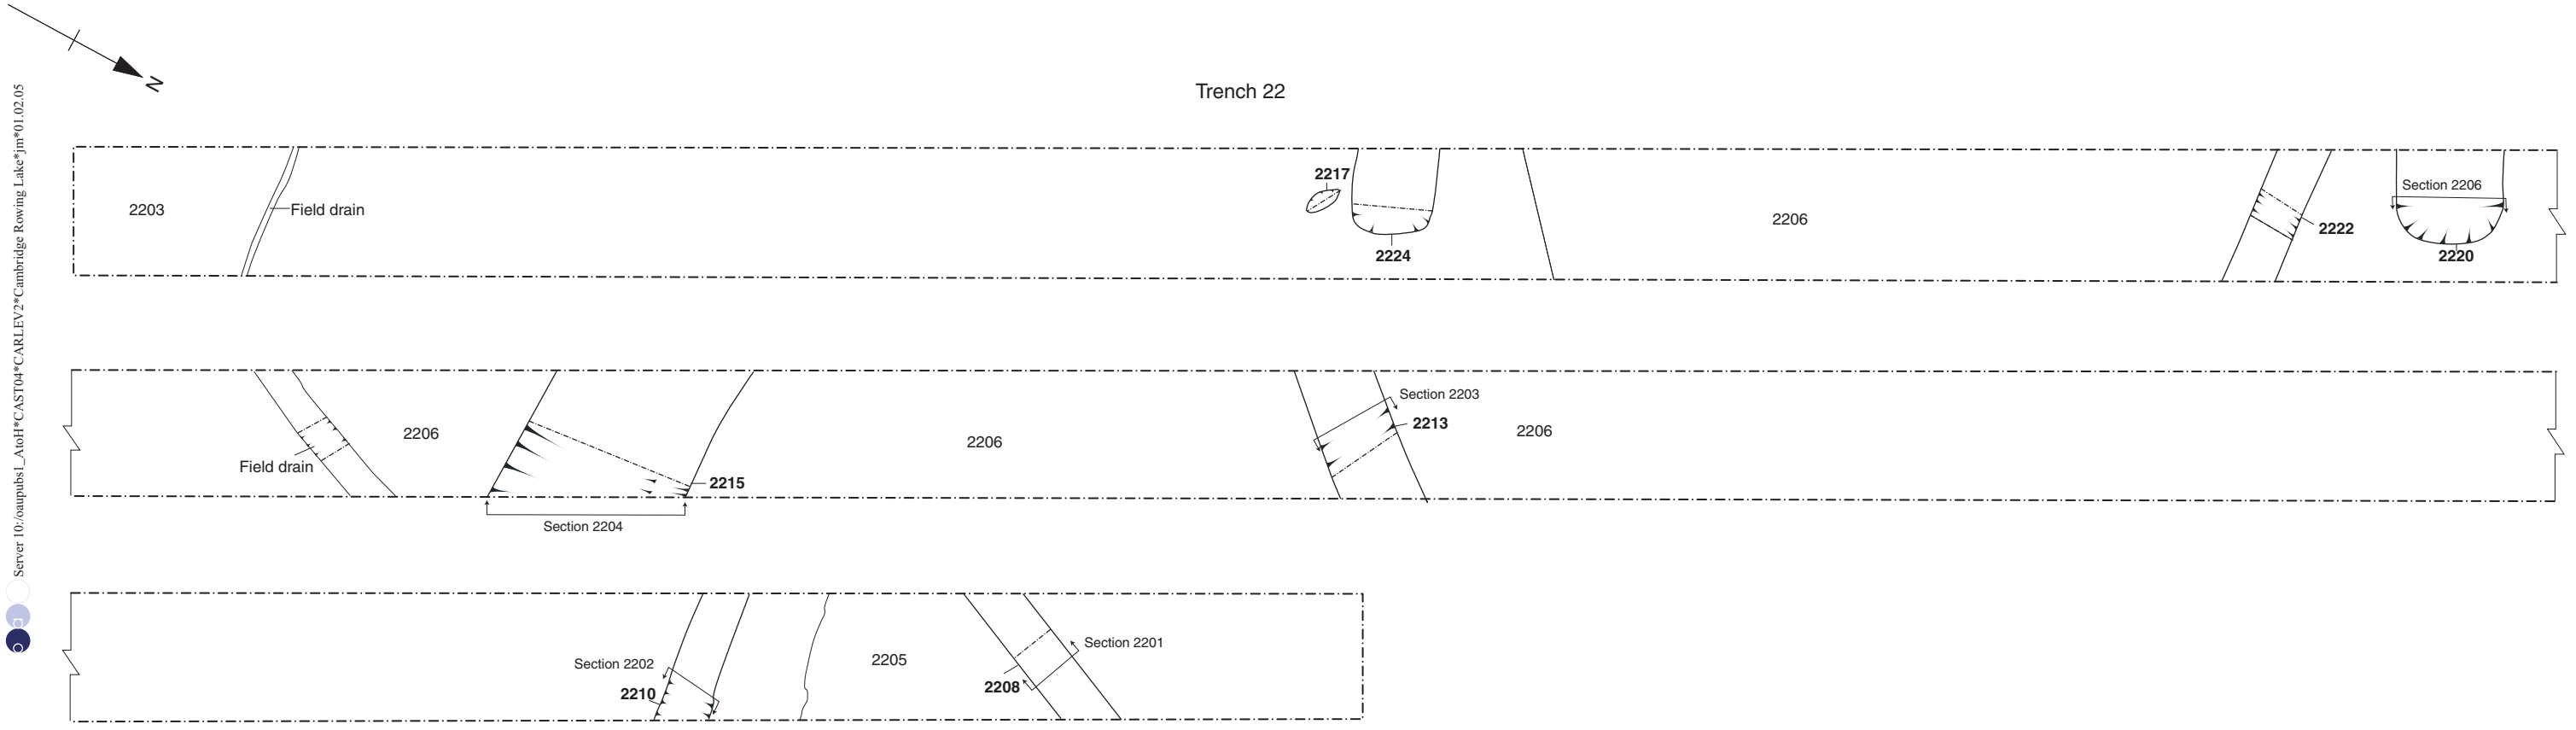 N
Trench 22
Server 10:/oaupubs1_AtoH*CAST04*CARLEV2*Cambridge Rowing Lake*jm*01.02.05
2203
Field drain
2217
2224
2206
2222
Section 2206
2220
Field drain
2206
Section 2204
2215
2206
Section 2203
2213
2206
Section 2202
2210
2205
2208
Section 2201